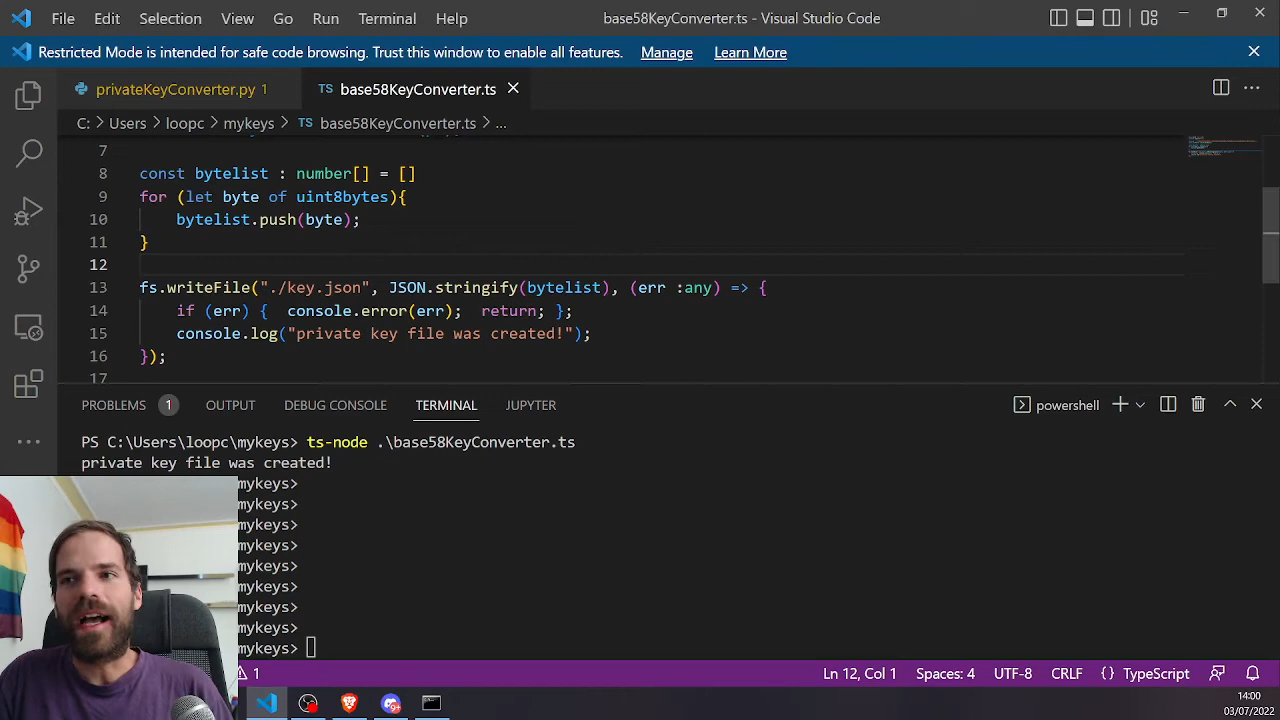 File Edit Selection View Go Run Terminal Help base58KeyConverter.ts - Visual Studio Code
Restricted Mode is intended for safe code browsing. Trust this window to enable all features. Manage Learn More
privateKeyConverter.py 1 TS base58KeyConverter.ts
C: > Users > loopc > mykeys > TS base58KeyConverter.ts > ...
7
8 const bytelist : number[] = []
9 for (let byte of uint8bytes){
10 bytelist.push(byte);
11 }
12
13 fs.writeFile("./key.json", JSON.stringify(bytelist), (err :any) => {
14 if (err) { console.error(err); return; };
15 console.log("private key file was created!");
16 });
17
PROBLEMS 1 OUTPUT DEBUG CONSOLE TERMINAL JUPYTER powershell
PS C:\Users\loopc\mykeys> ts-node .\base58KeyConverter.ts
private key file was created!
mykeys>
mykeys>
mykeys>
mykeys>
mykeys>
mykeys>
mykeys>
mykeys>
mykeys>
1 Ln 12, Col 1 Spaces: 4 UTF-8 CRLF {} TypeScript
14:00
03/07/2022